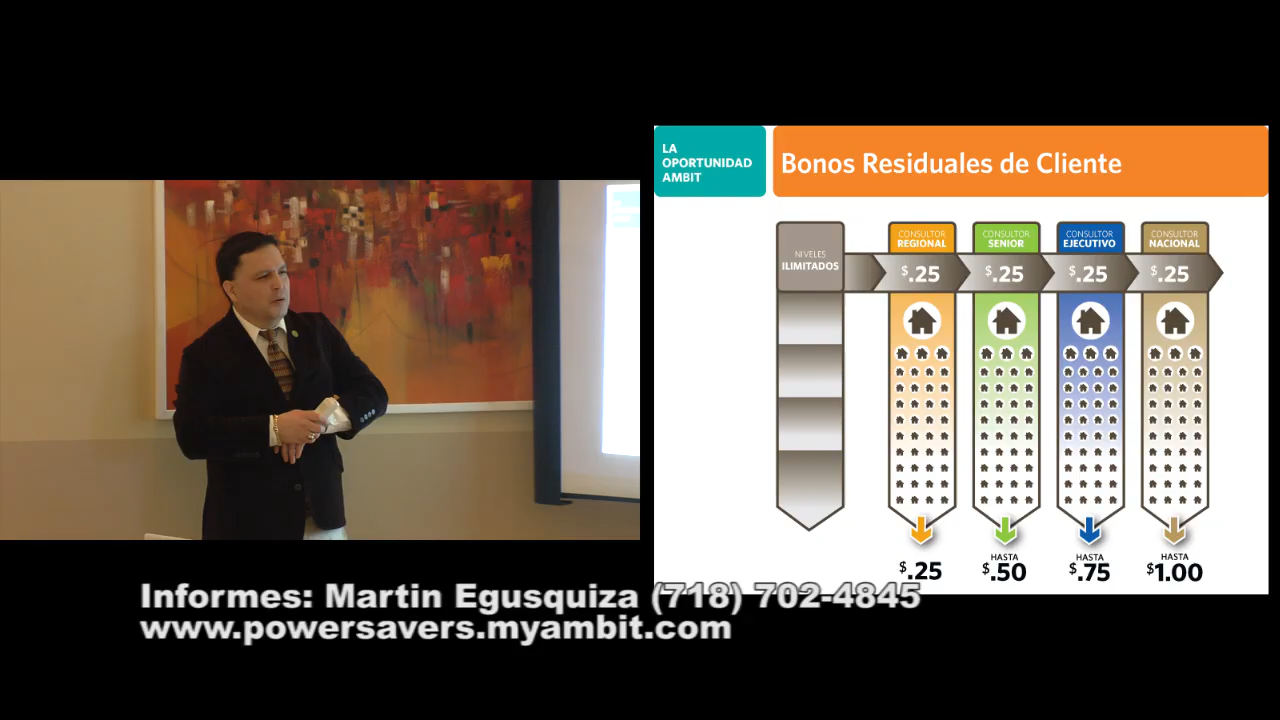 LA
OPORTUNIDAD
AMBIT
Bonos Residuales de Cliente
NIVELES
ILIMITADOS
CONSULTOR
REGIONAL
$.25
CONSULTOR
SENIOR
$.25
CONSULTOR
EJECUTIVO
$.25
CONSULTOR
NACIONAL
$.25
$.25
HASTA
$.50
HASTA
$.75
HASTA
$1.00
Informes: Martin Egusquiza (718) 702-4845
www.powersavers.myambit.com